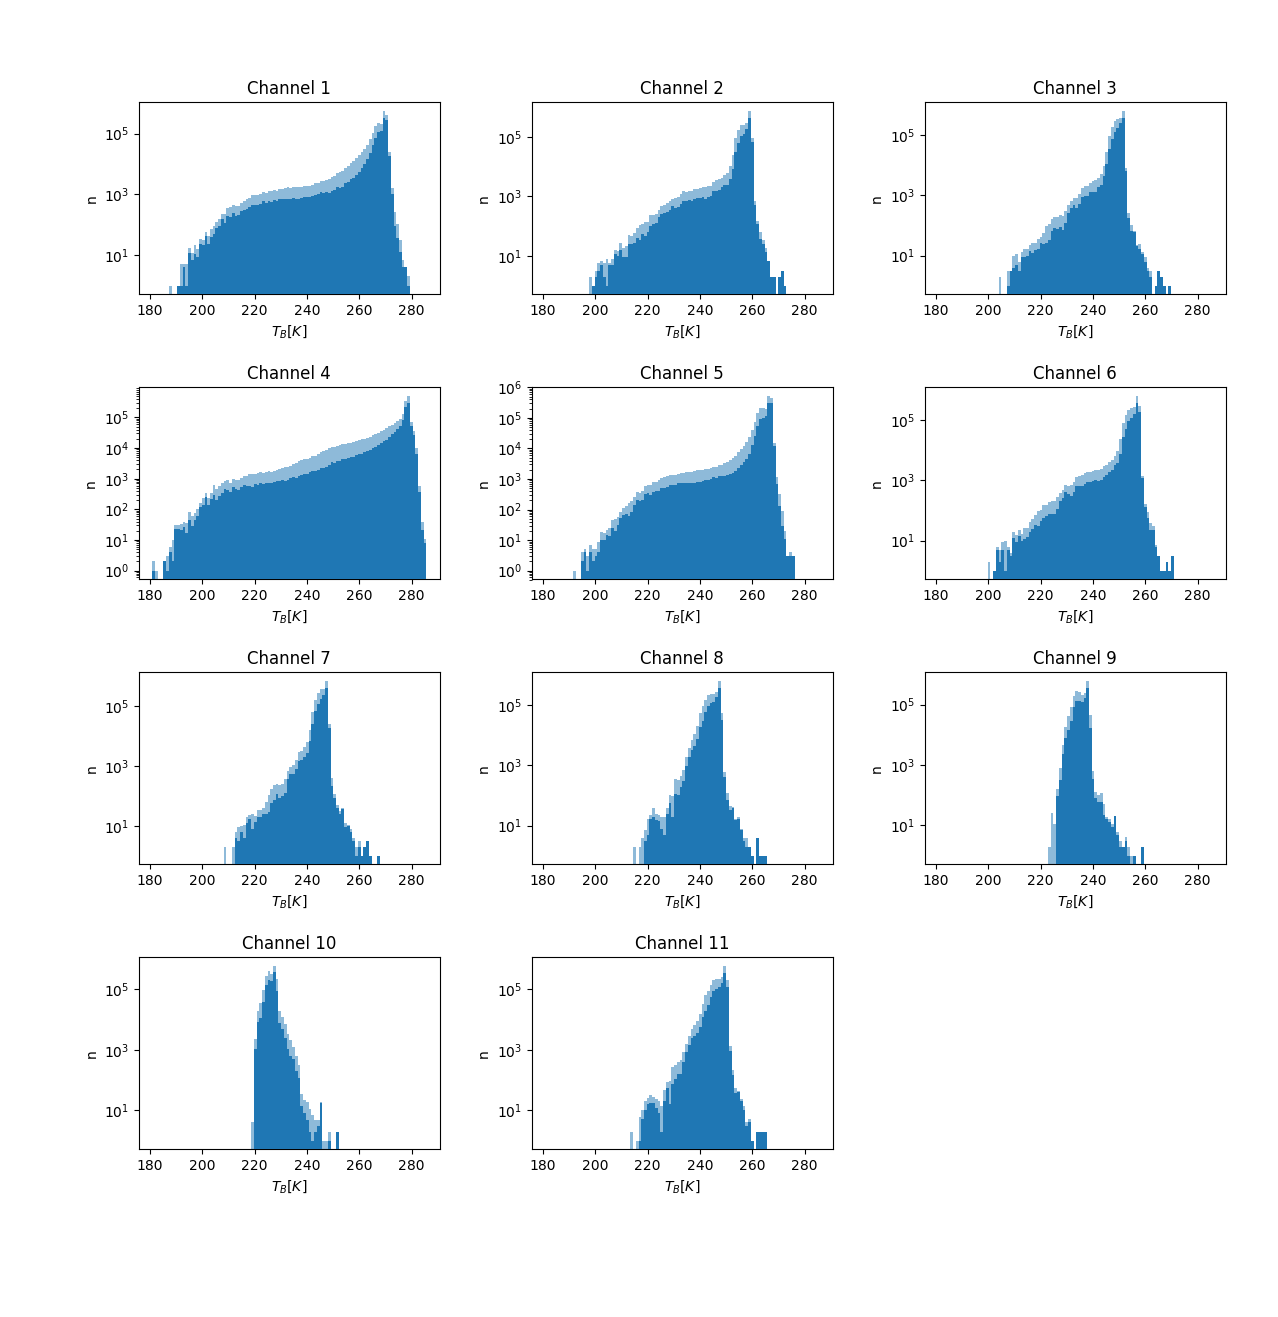 Channel 1 Channel 2 Channel 3
n 10^5 10^3 10^1 n 10^5 10^3 10^1 n 10^5 10^3 10^1
180 200 220 240 260 280 180 200 220 240 260 280 180 200 220 240 260 280
T_B[K] T_B[K] T_B[K]
Channel 4 Channel 5 Channel 6
n 10^5 10^4 10^3 10^2 10^1 10^0 n 10^6 10^5 10^4 10^3 10^2 10^1 10^0 n 10^5 10^3 10^1
180 200 220 240 260 280 180 200 220 240 260 280 180 200 220 240 260 280
T_B[K] T_B[K] T_B[K]
Channel 7 Channel 8 Channel 9
n 10^5 10^3 10^1 n 10^5 10^3 10^1 n 10^5 10^3 10^1
180 200 220 240 260 280 180 200 220 240 260 280 180 200 220 240 260 280
T_B[K] T_B[K] T_B[K]
Channel 10 Channel 11
n 10^5 10^3 10^1 n 10^5 10^3 10^1
180 200 220 240 260 280 180 200 220 240 260 280
T_B[K] T_B[K]